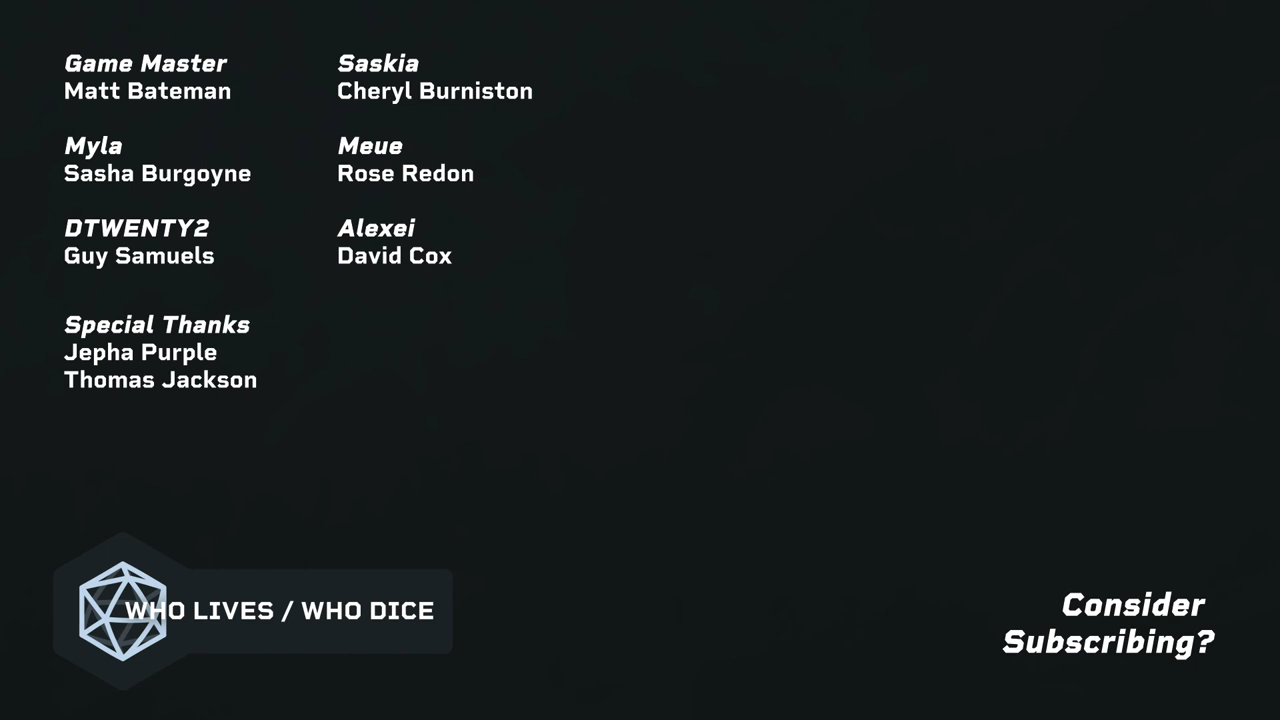 Game Master
Matt Bateman
Myla
Sasha Burgoyne
DTWENTY2
Guy Samuels
Saskia
Cheryl Burniston
Meue
Rose Redon
Alexei
David Cox
Special Thanks
Jepha Purple
Thomas Jackson
WHO LIVES / WHO DICE
Consider
Subscribing?